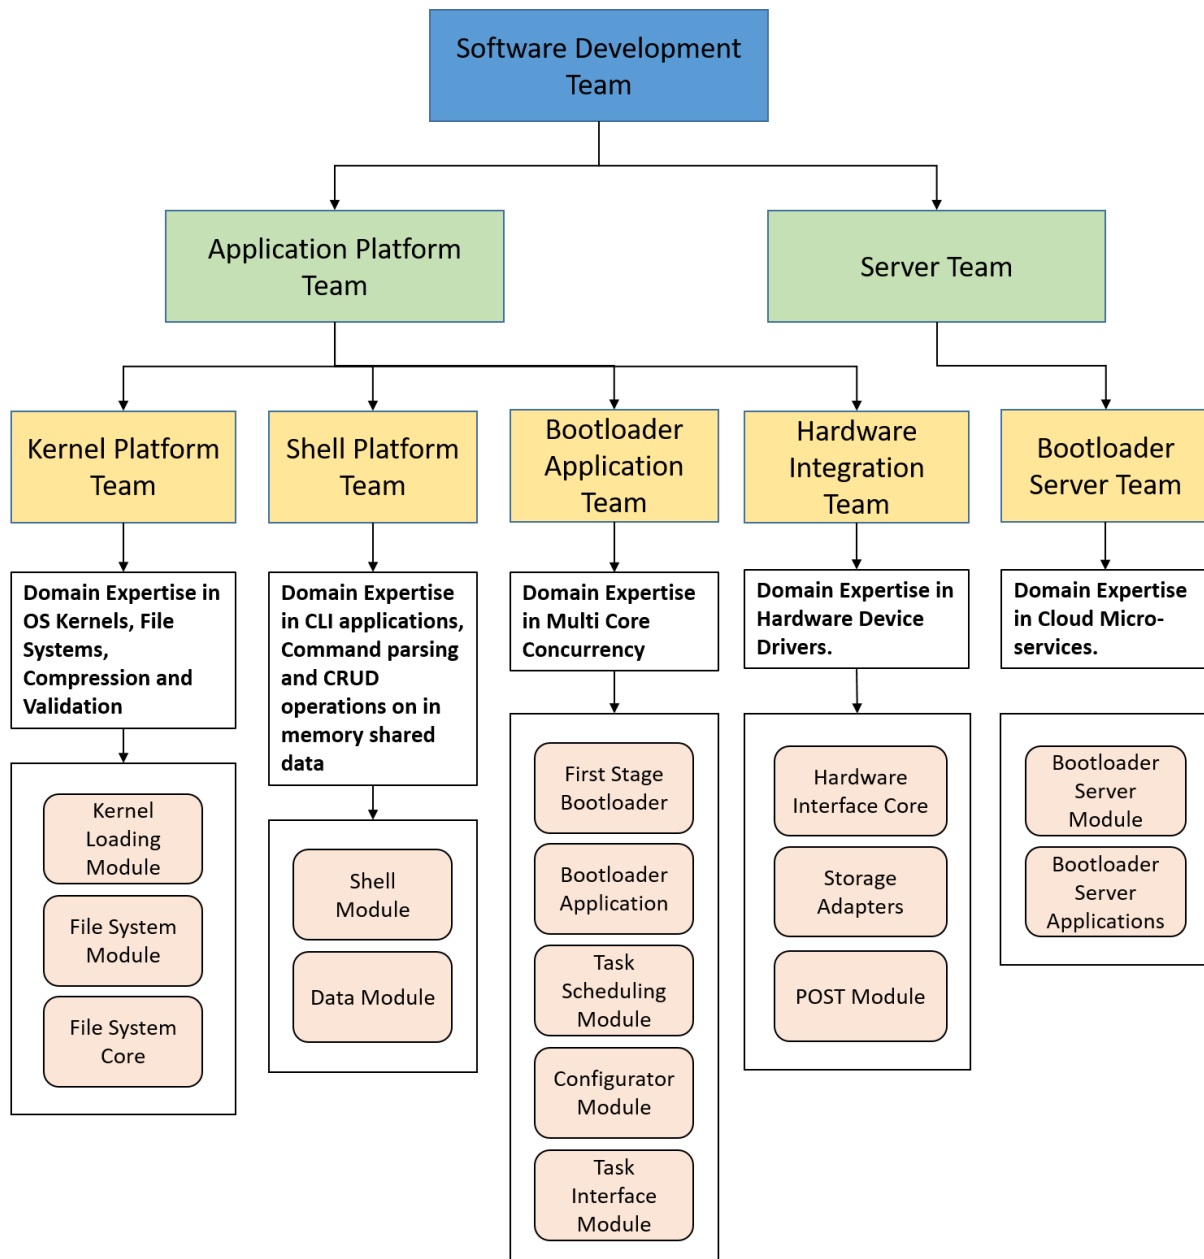 Software Development
Team
Application Platform
Team
Server Team
Kernel Platform
Team
Shell Platform
Team
Bootloader
Application
Team
Hardware
Integration
Team
Bootloader
Server Team
Domain Expertise in
OS Kernels, File
Systems,
Compression and
Validation
Domain Expertise
in CLI applications,
Command parsing
and CRUD
operations on in
memory shared
data
Domain Expertise
in Multi Core
Concurrency
Domain Expertise in
Hardware Device
Drivers.
Domain Expertise
in Cloud Micro-
services.
Kernel
Loading
Module
File System
Module
File System
Core
Shell
Module
Data Module
First Stage
Bootloader
Bootloader
Application
Task
Scheduling
Module
Configurator
Module
Task
Interface
Module
Hardware
Interface Core
Storage
Adapters
POST Module
Bootloader
Server
Module
Bootloader
Server
Applications